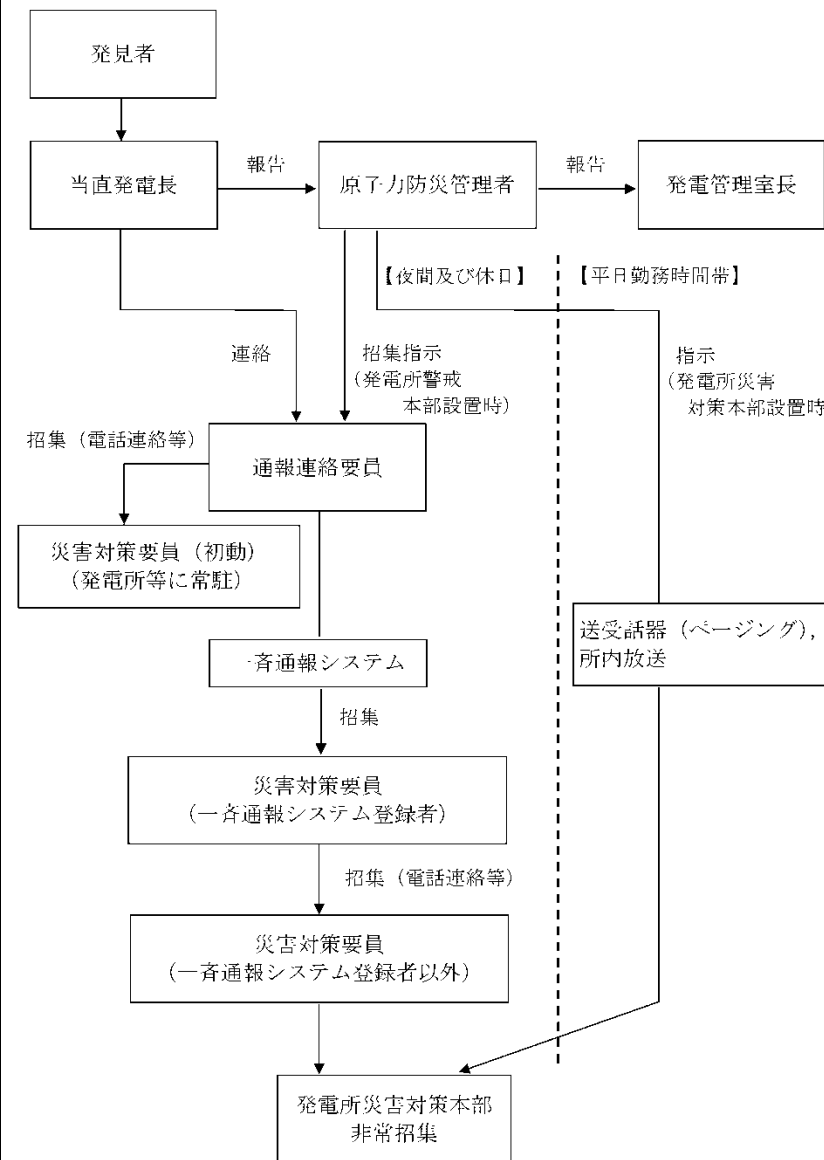 発見者
当直発電長
報告
原子力防災管理者
報告
発電管理室長
【夜間及び休日】
【平日勤務時間帯】
連絡
招集指示
（発電所警戒
本部設置時）
指示
（発電所災害
対策本部設置時
招集（電話連絡等）
通報連絡要員
災害対策要員（初動）
（発電所等に常駐）
送受話器（ページング），
所内放送
一斉通報システム
招集
災害対策要員
（一斉通報システム登録者）
招集（電話連絡等）
災害対策要員
（一斉通報システム登録者以外）
発電所災害対策本部
非常招集